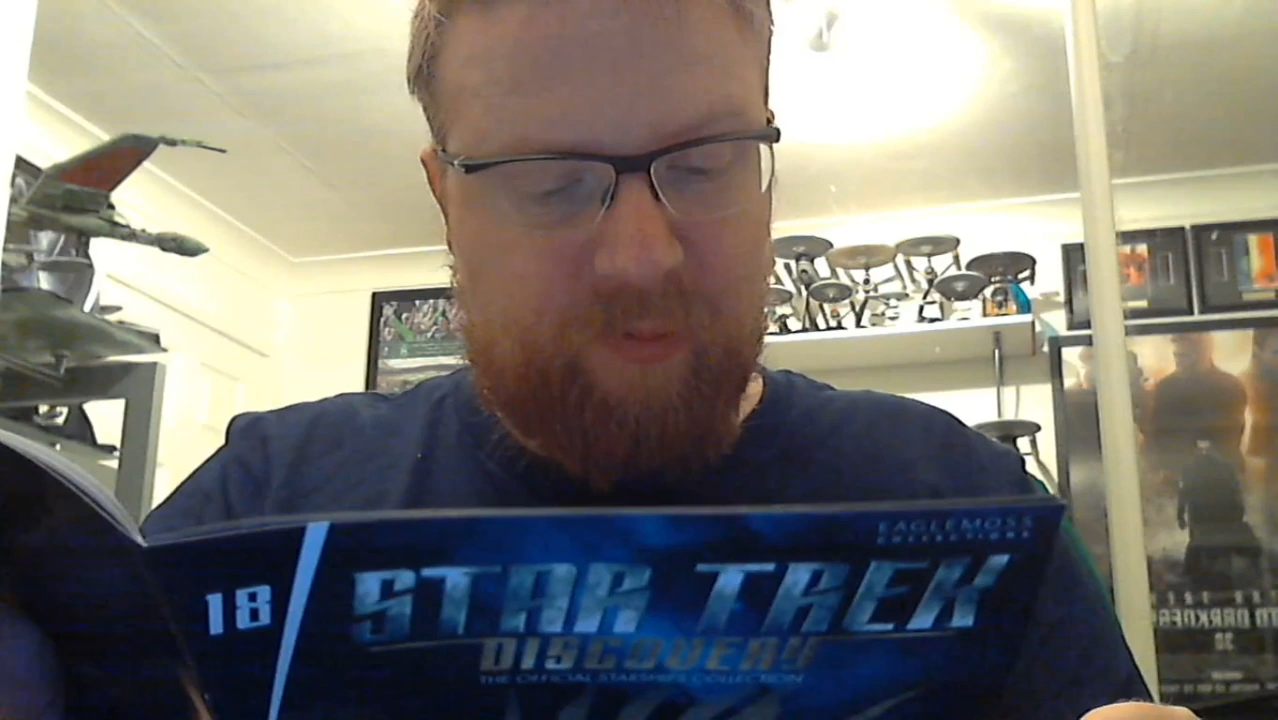 EAGLEMOSS
COLLECTIONS
18
STAR TREK
DISCOVERY
THE OFFICIAL STARSHIPS COLLECTION